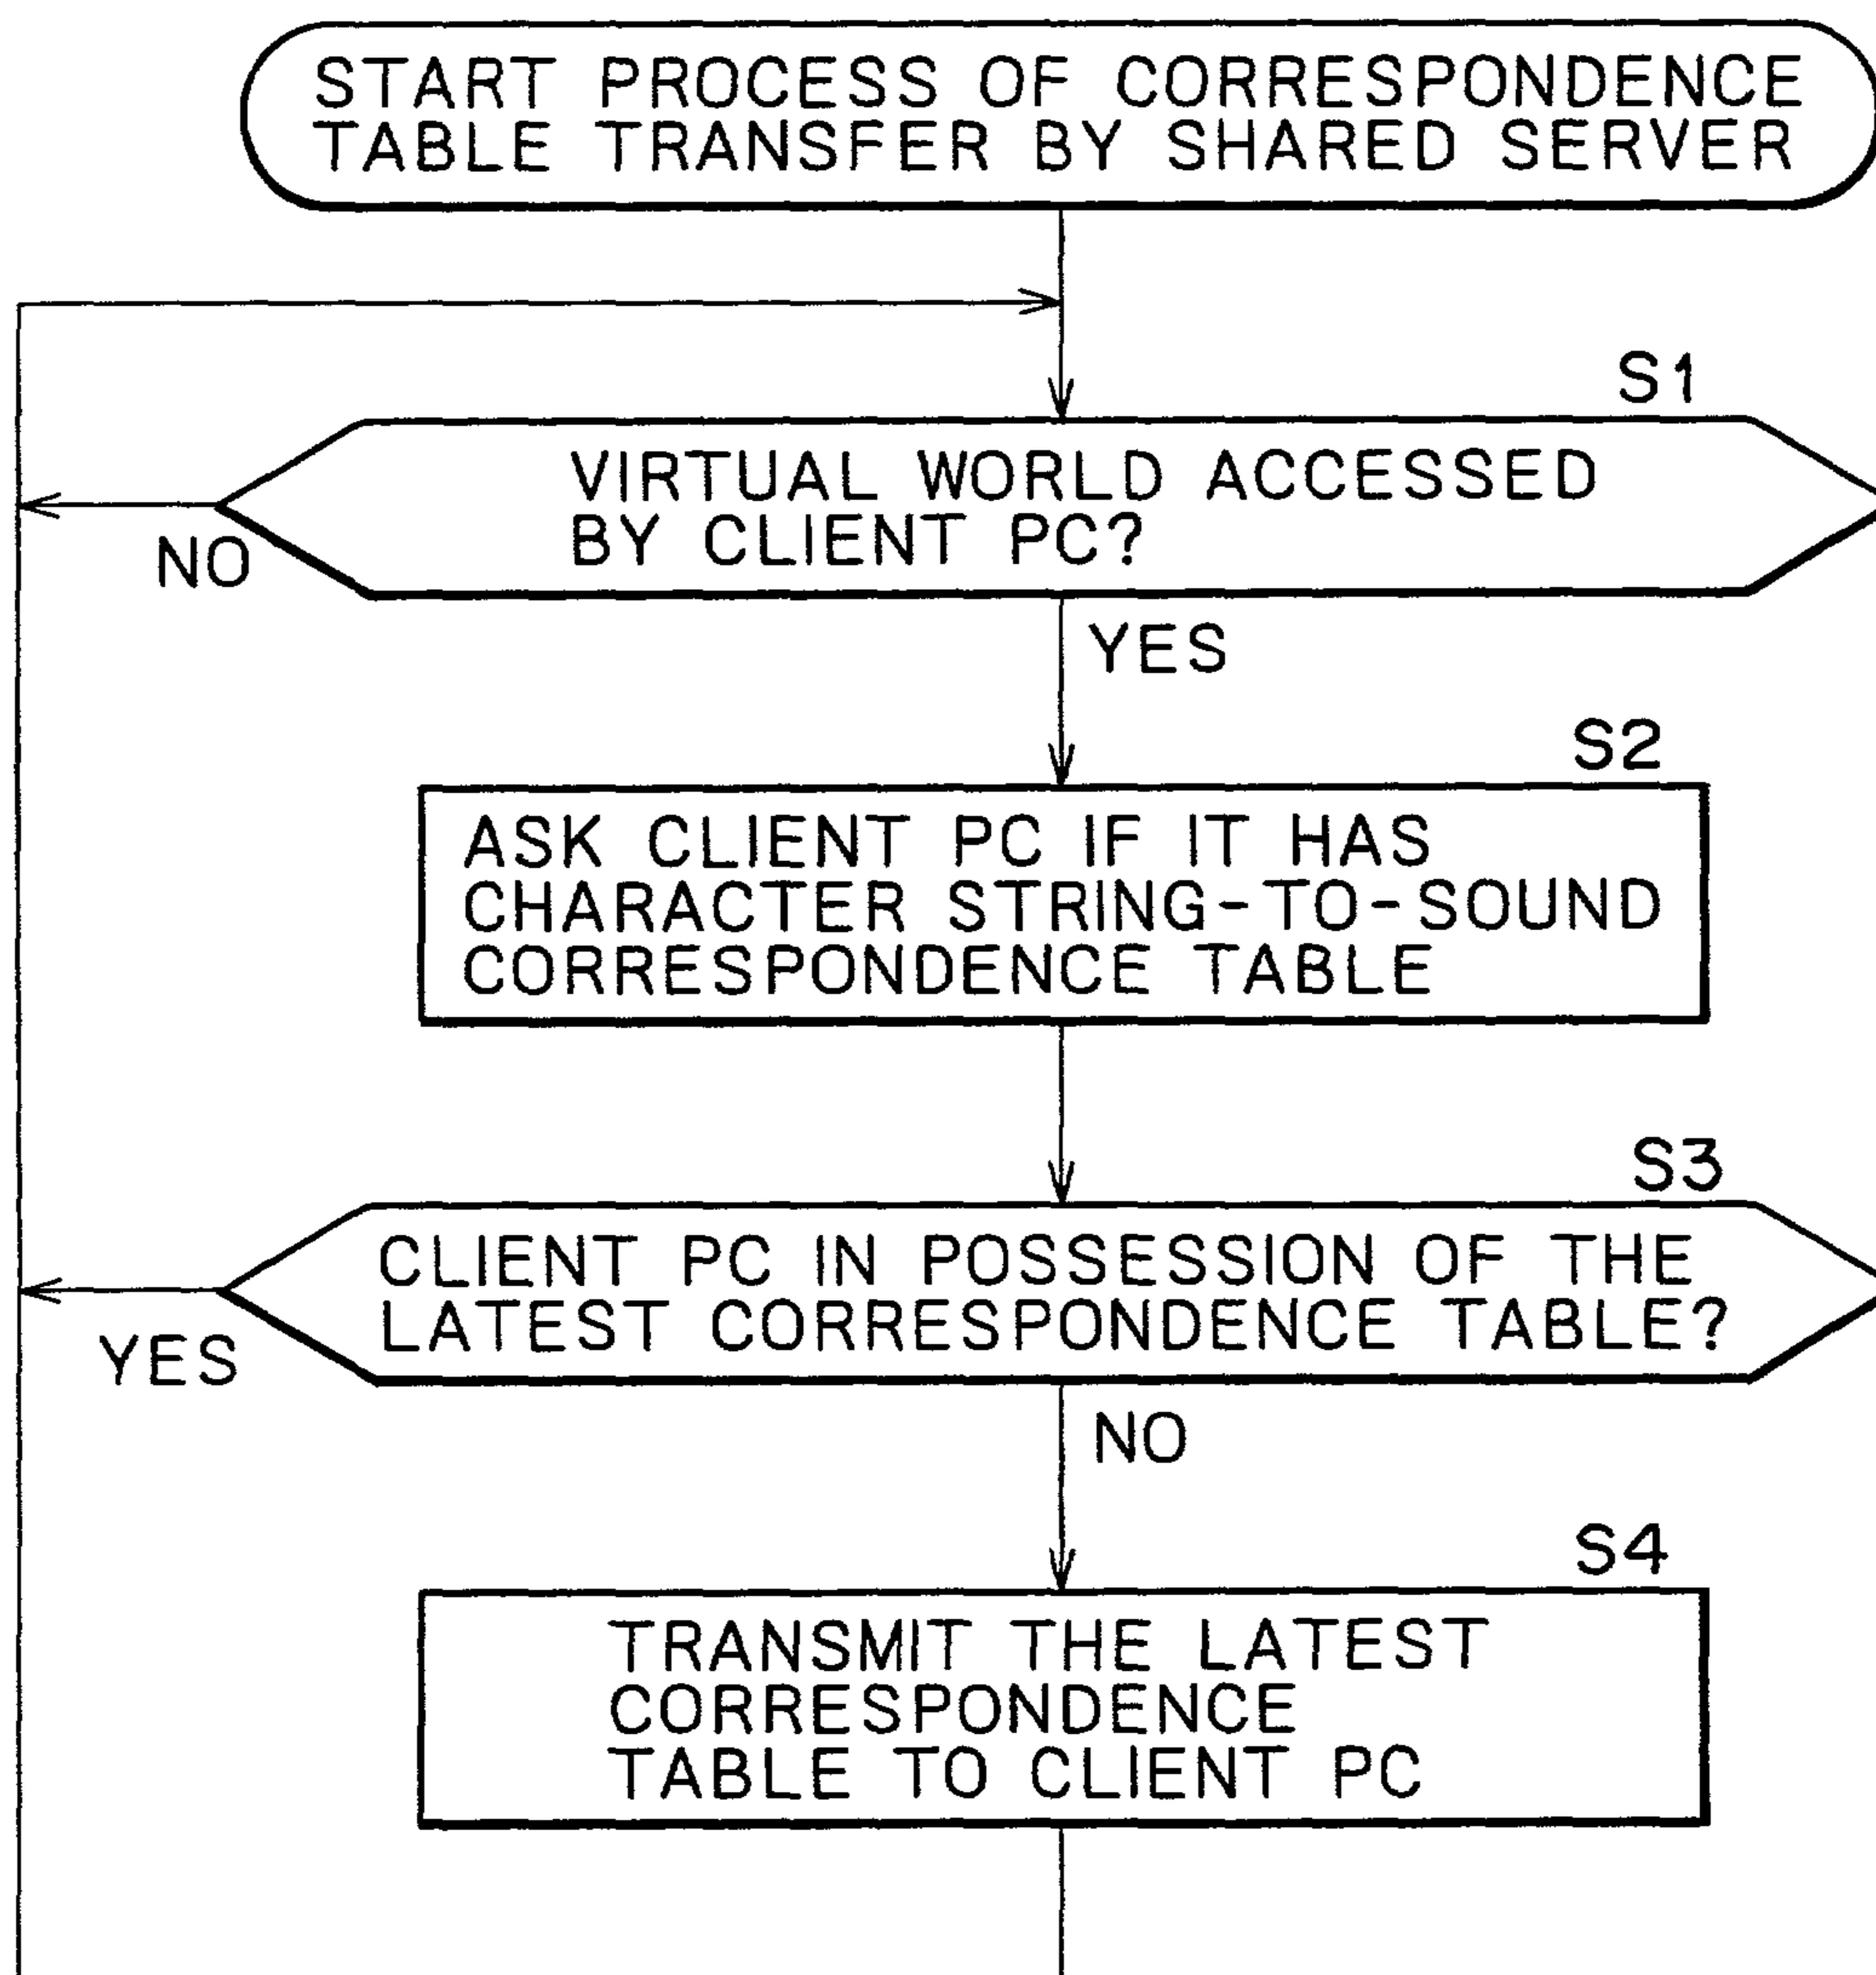 START PROCESS OF CORRESPONDENCE
TABLE TRANSFER BY SHARED SERVER
S1
VIRTUAL WORLD ACCESSED
BY CLIENT PC?
NO
YES
S2
ASK CLIENT PC IF IT HAS
CHARACTER STRING-TO-SOUND
CORRESPONDENCE TABLE
S3
CLIENT PC IN POSSESSION OF THE
LATEST CORRESPONDENCE TABLE?
YES
NO
S4
TRANSMIT THE LATEST
CORRESPONDENCE
TABLE TO CLIENT PC